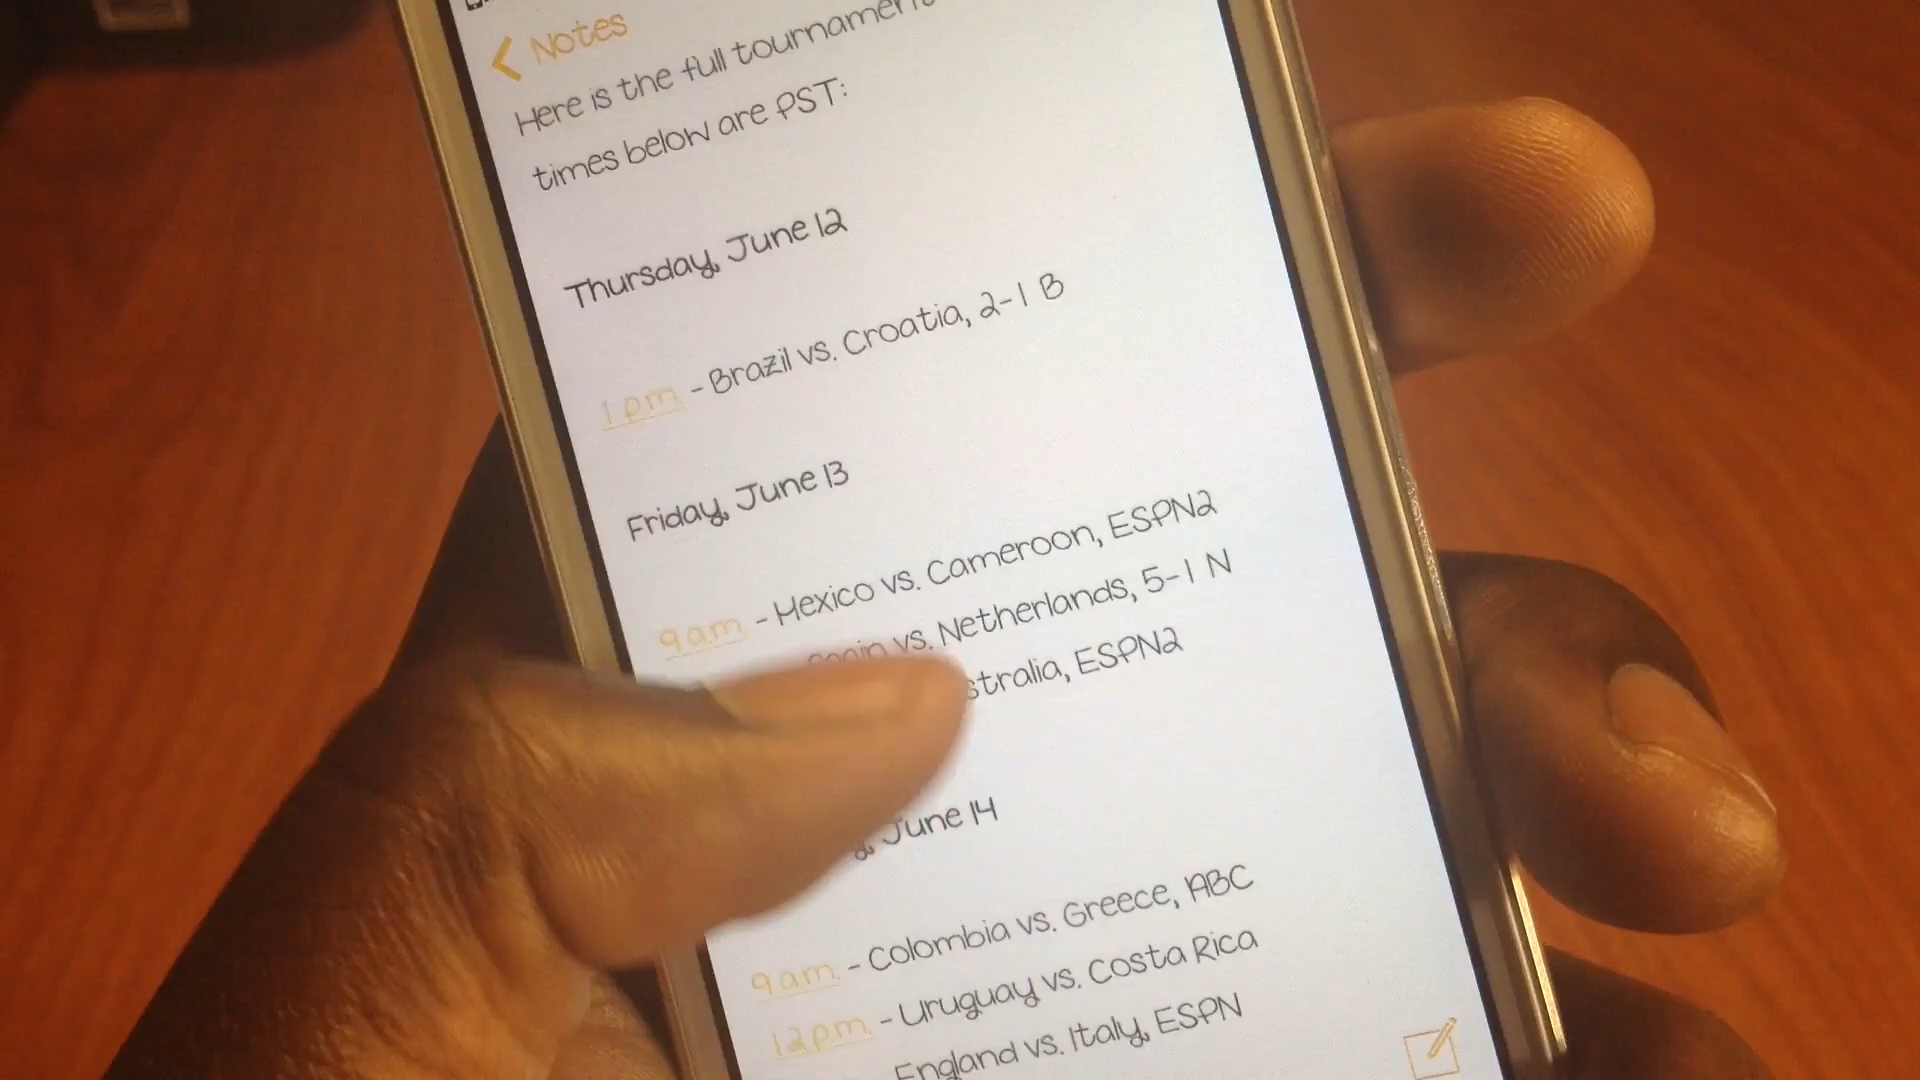 Notes
Here is the full
times below are PST:
Thursday, June 12
1 p.m. - Brazil vs. Croatia, 2-1 B
Friday, June 13
9 a.m. - Mexico vs. Cameroon, ESPN2
vs. Netherlands, 5-1 N
ESPN2
June 14
9 a.m. - Colombia vs. Greece, ABC
12 p.m. - Uruguay vs. Costa Rica
England vs. Italy, ESPN